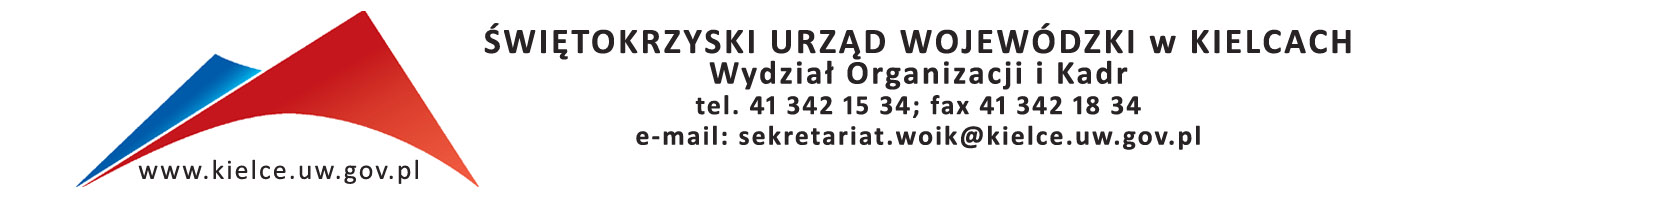 ŚWIĘTOKRZYSKI URZĄD WOJEWÓDZKI w KIELCACH
Wydział Organizacji i Kadr
tel. 41 342 15 34; fax 41 342 18 34
e-mail: sekretariat.woik@kielce.uw.gov.pl
www.kielce.uw.gov.pl